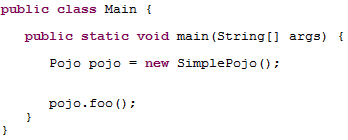 public class Main {
public static void main(String[] args) {
Pojo pojo = new SimplePojo();
pojo.foo();
}
}